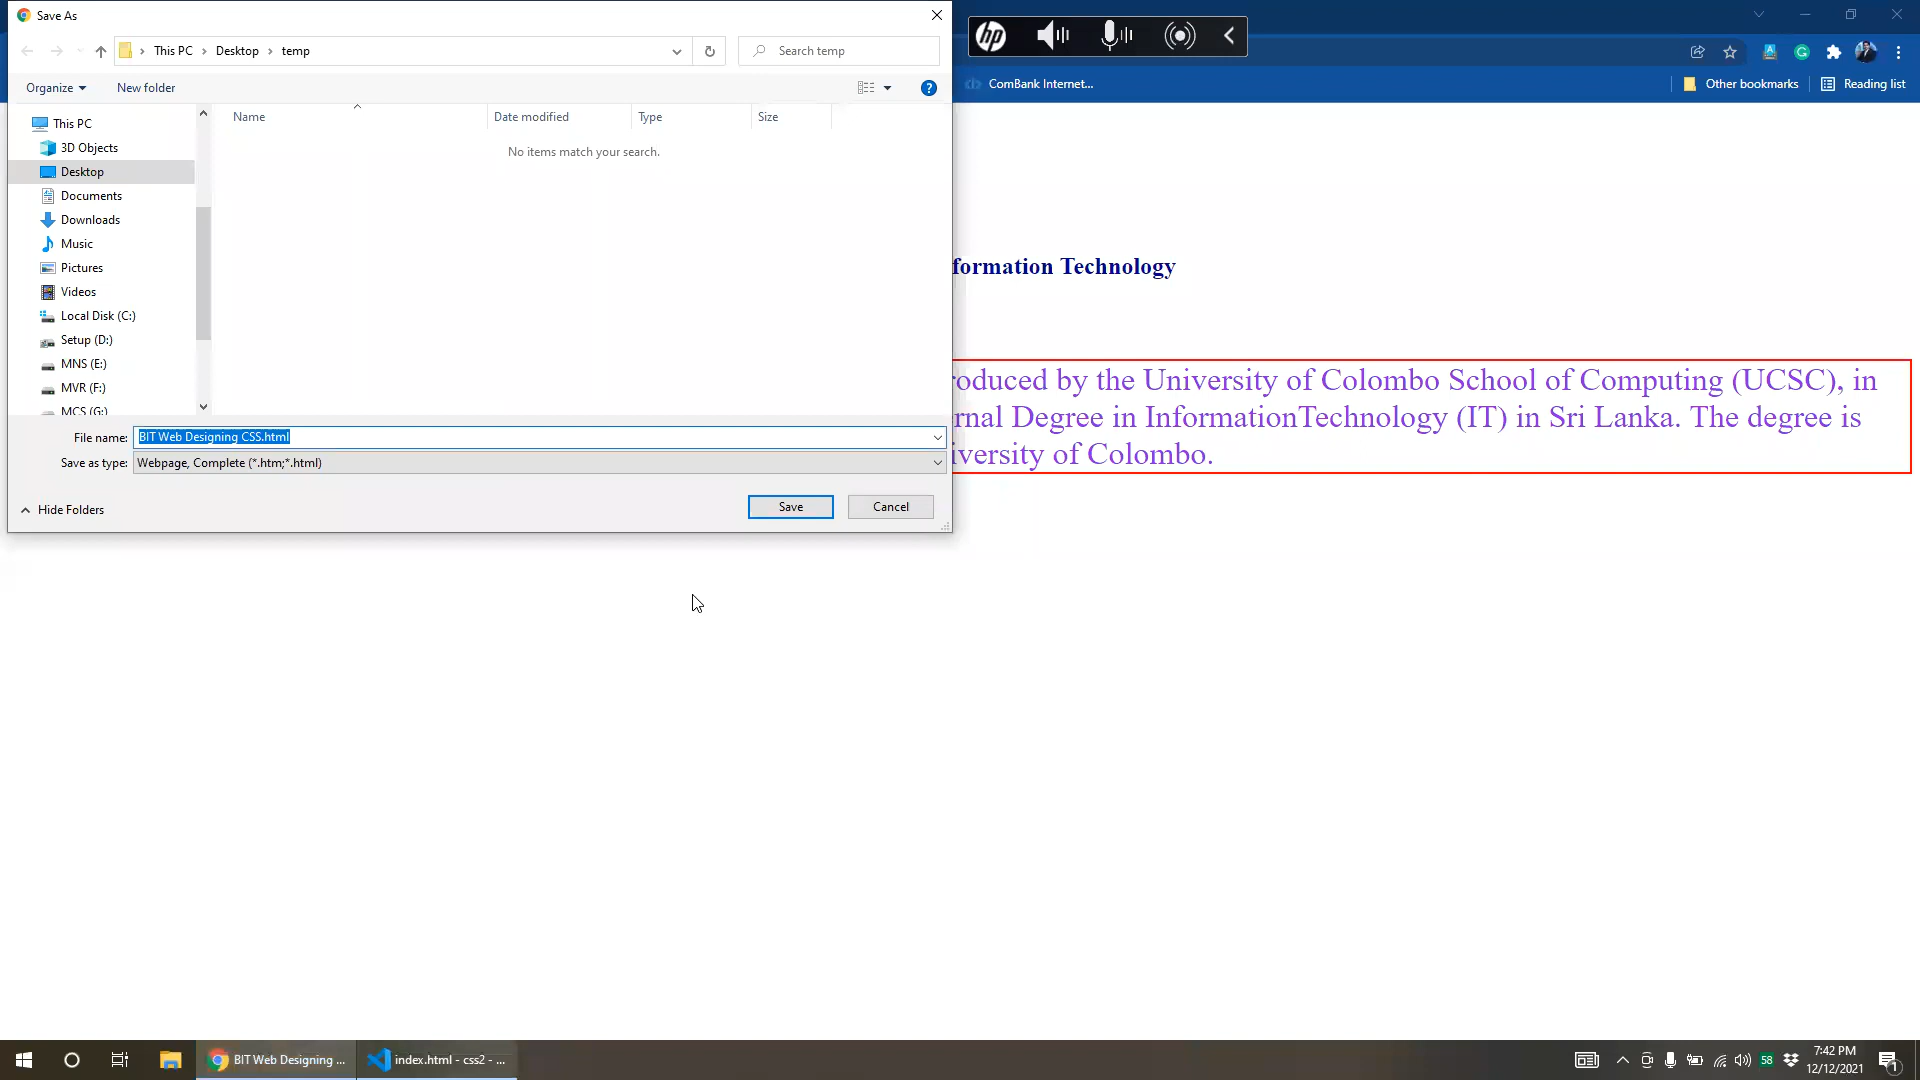 Save As
This PC
Desktop
temp
Search temp
Organize
New folder
ComBank Internet...
Other bookmarks
Reading list
Name
Date modified
Type
Size
No items match your search.
This PC
3D Objects
Desktop
Documents
Downloads
Music
Pictures
Videos
Local Disk (C:)
Setup (D:)
MNS (E:)
MVR (F:)
MCS (G:)
formation Technology
roduced by the University of Colombo School of Computing (UCSC), in
rnal Degree in InformationTechnology (IT) in Sri Lanka. The degree is
iversity of Colombo.
File name: BIT Web Designing CSS.html
Save as type: Webpage, Complete (*.htm;*.html)
Hide Folders
Save
Cancel
hp
BIT Web Designing ...
index.html - css2 - ...
58
7:42 PM
12/12/2021
1